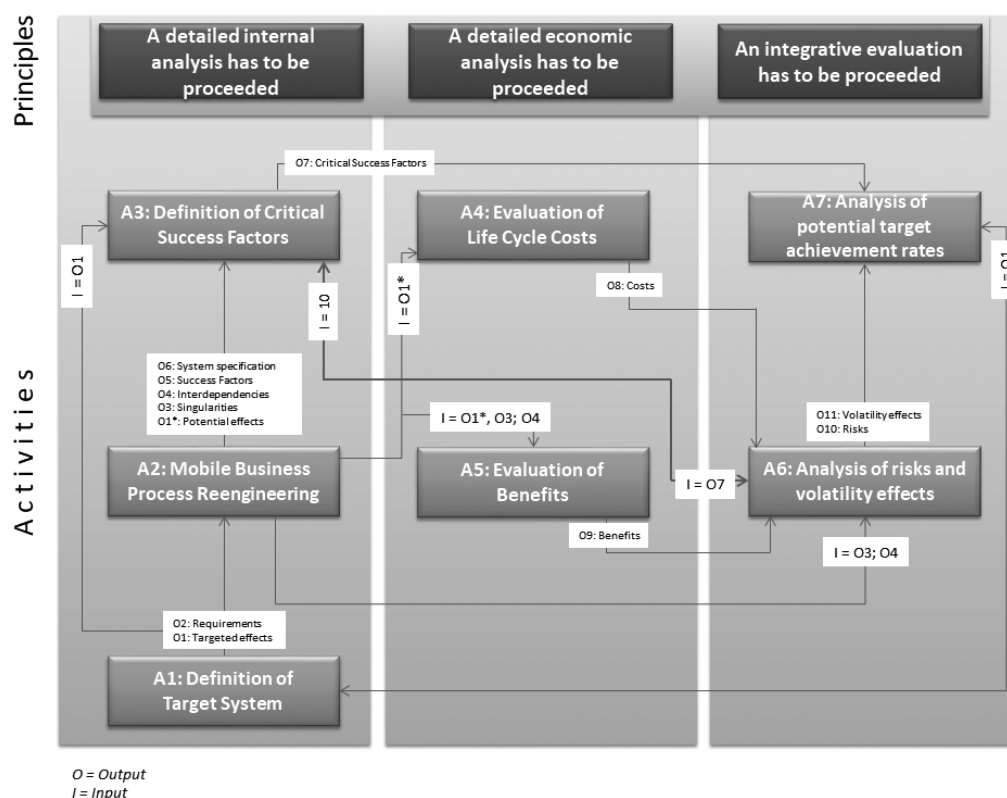 Principles
A detailed internal
analysis has to be
proceeded
A detailed economic
analysis has to be
proceeded
An integrative evaluation
has to be proceeded
Activities
O7: Critical Success Factors
A3: Definition of Critical
Success Factors
A4: Evaluation of
Life Cycle Costs
A7: Analysis of
potential target
achievement rates
I = O1
I = 10
I = O1*
O8: Costs
I = O1
O6: System specification
O5: Success Factors
O4: Interdependencies
O3: Singularities
O1*: Potential effects
I = O1*, O3; O4
O11: Volatility effects
O10: Risks
A2: Mobile Business
Process Reengineering
A5: Evaluation of
Benefits
I = O7
A6: Analysis of risks and
volatility effects
O9: Benefits
I = O3; O4
O2: Requirements
O1: Targeted effects
A1: Definition of
Target System
O = Output
I = Input